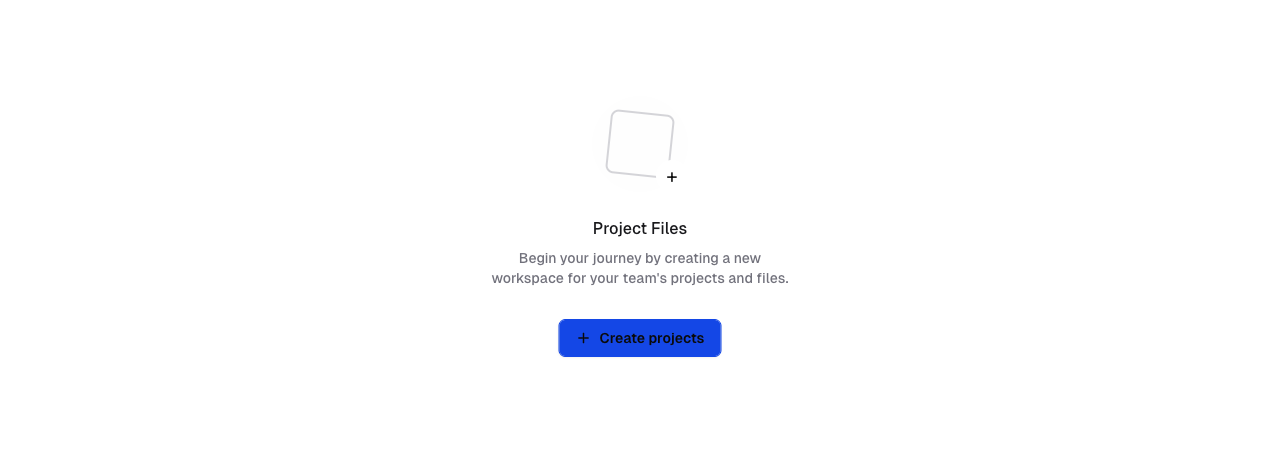 Project Files
Begin your journey by creating a new
workspace for your team's projects and files.
Create projects